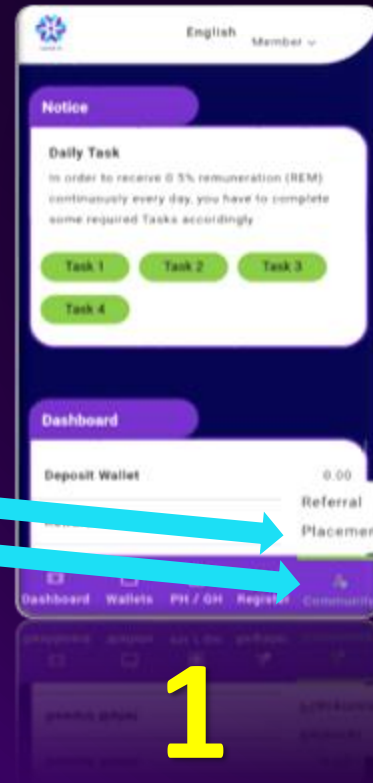 English
Member
Notice
Daily Task
In order to receive 0.5% remuneration (REM)
continuously every day, you have to complete
some required Tasks accordingly
Task 1 Task 2 Task 3
Task 4
Dashboard
Deposit Wallet 0.00
Referral
Placemen
Dashboard Wallets PH / GH Register Community
1